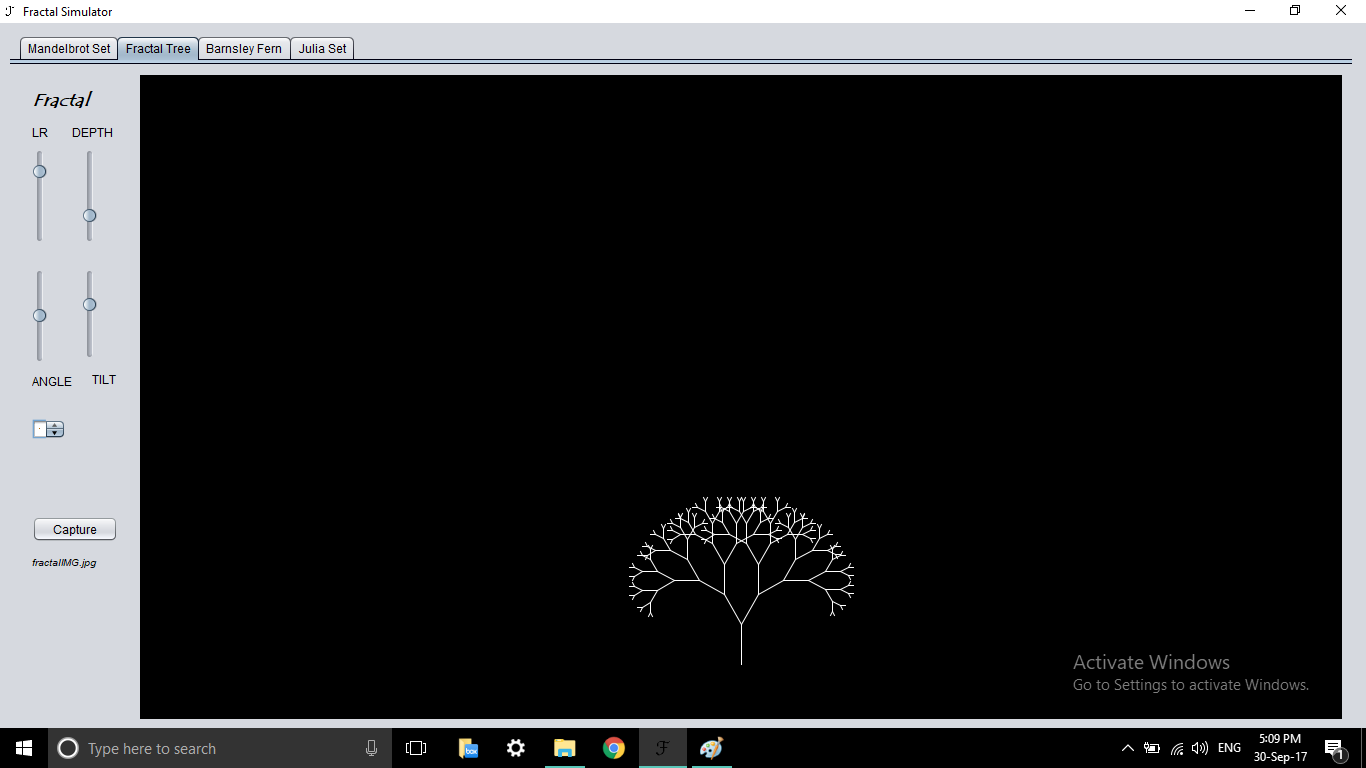 Fractal Simulator
Mandelbrot Set
Fractal Tree
Barnsley Fern
Julia Set
Fractal
LR DEPTH
ANGLE TILT
Capture
fractalIMG.jpg
Activate Windows
Go to Settings to activate Windows.
Type here to search
box
ENG
5:09 PM
30-Sep-17
1